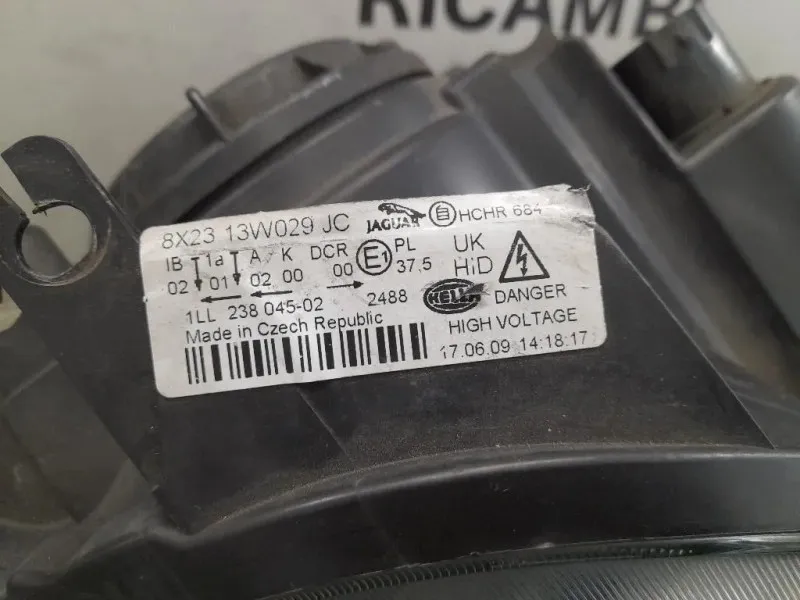 RICAMBI
8X23 13W029 JC JAGUAR HCHR 684
IB 1a A K DCR E1 PL UK
02 01 02 00 00 37,5 HiD
1LL 238 045-02 2488 HELLA DANGER
Made in Czech Republic HIGH VOLTAGE
17.06.09 14:18:17